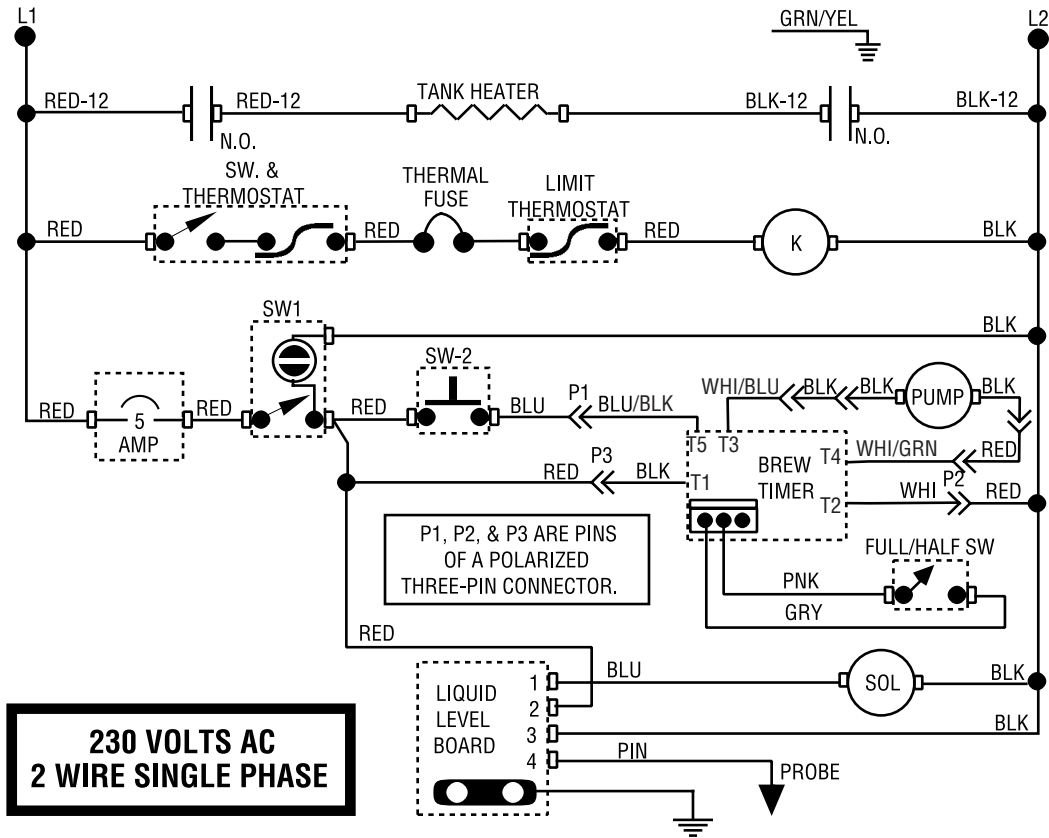 L1
GRN/YEL
L2
RED-12
RED-12
TANK HEATER
BLK-12
BLK-12
N.O.
N.O.
SW. &
THERMOSTAT
THERMAL
FUSE
LIMIT
THERMOSTAT
RED
RED
RED
K
BLK
SW1
BLK
SW-2
RED
5
AMP
RED
RED
BLU
P1
BLU/BLK
WHI/BLU
BLK
BLK
PUMP
BLK
T5
T3
T4
WHI/GRN
RED
BREW
TIMER
RED
P3
BLK
T1
T2
WHI
P2
RED
P1, P2, & P3 ARE PINS
OF A POLARIZED
THREE-PIN CONNECTOR.
FULL/HALF SW
PNK
GRY
RED
LIQUID
LEVEL
BOARD
1
2
3
4
BLU
SOL
BLK
BLK
PIN
PROBE
230 VOLTS AC
2 WIRE SINGLE PHASE